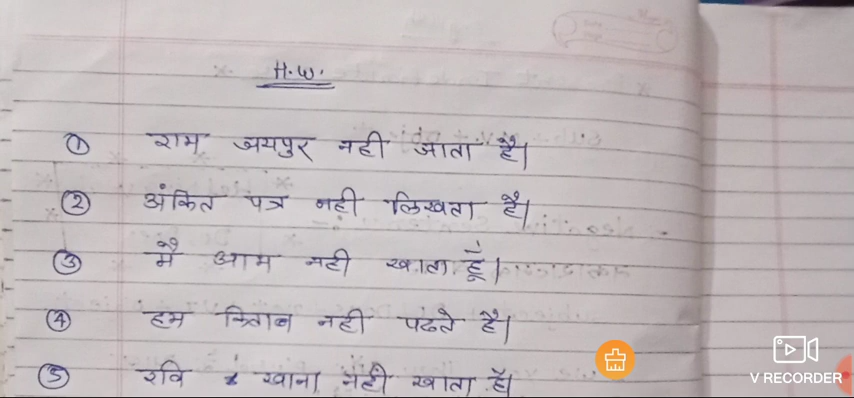 H.W.
① राम जयपुर नही जाता है।
② अंकित पत्र नही लिखता है।
③ मै आम नही खाता हूँ।
④ हम किताब नही पढते है।
⑤ रवि खाना नही खाता है।
V RECORDER